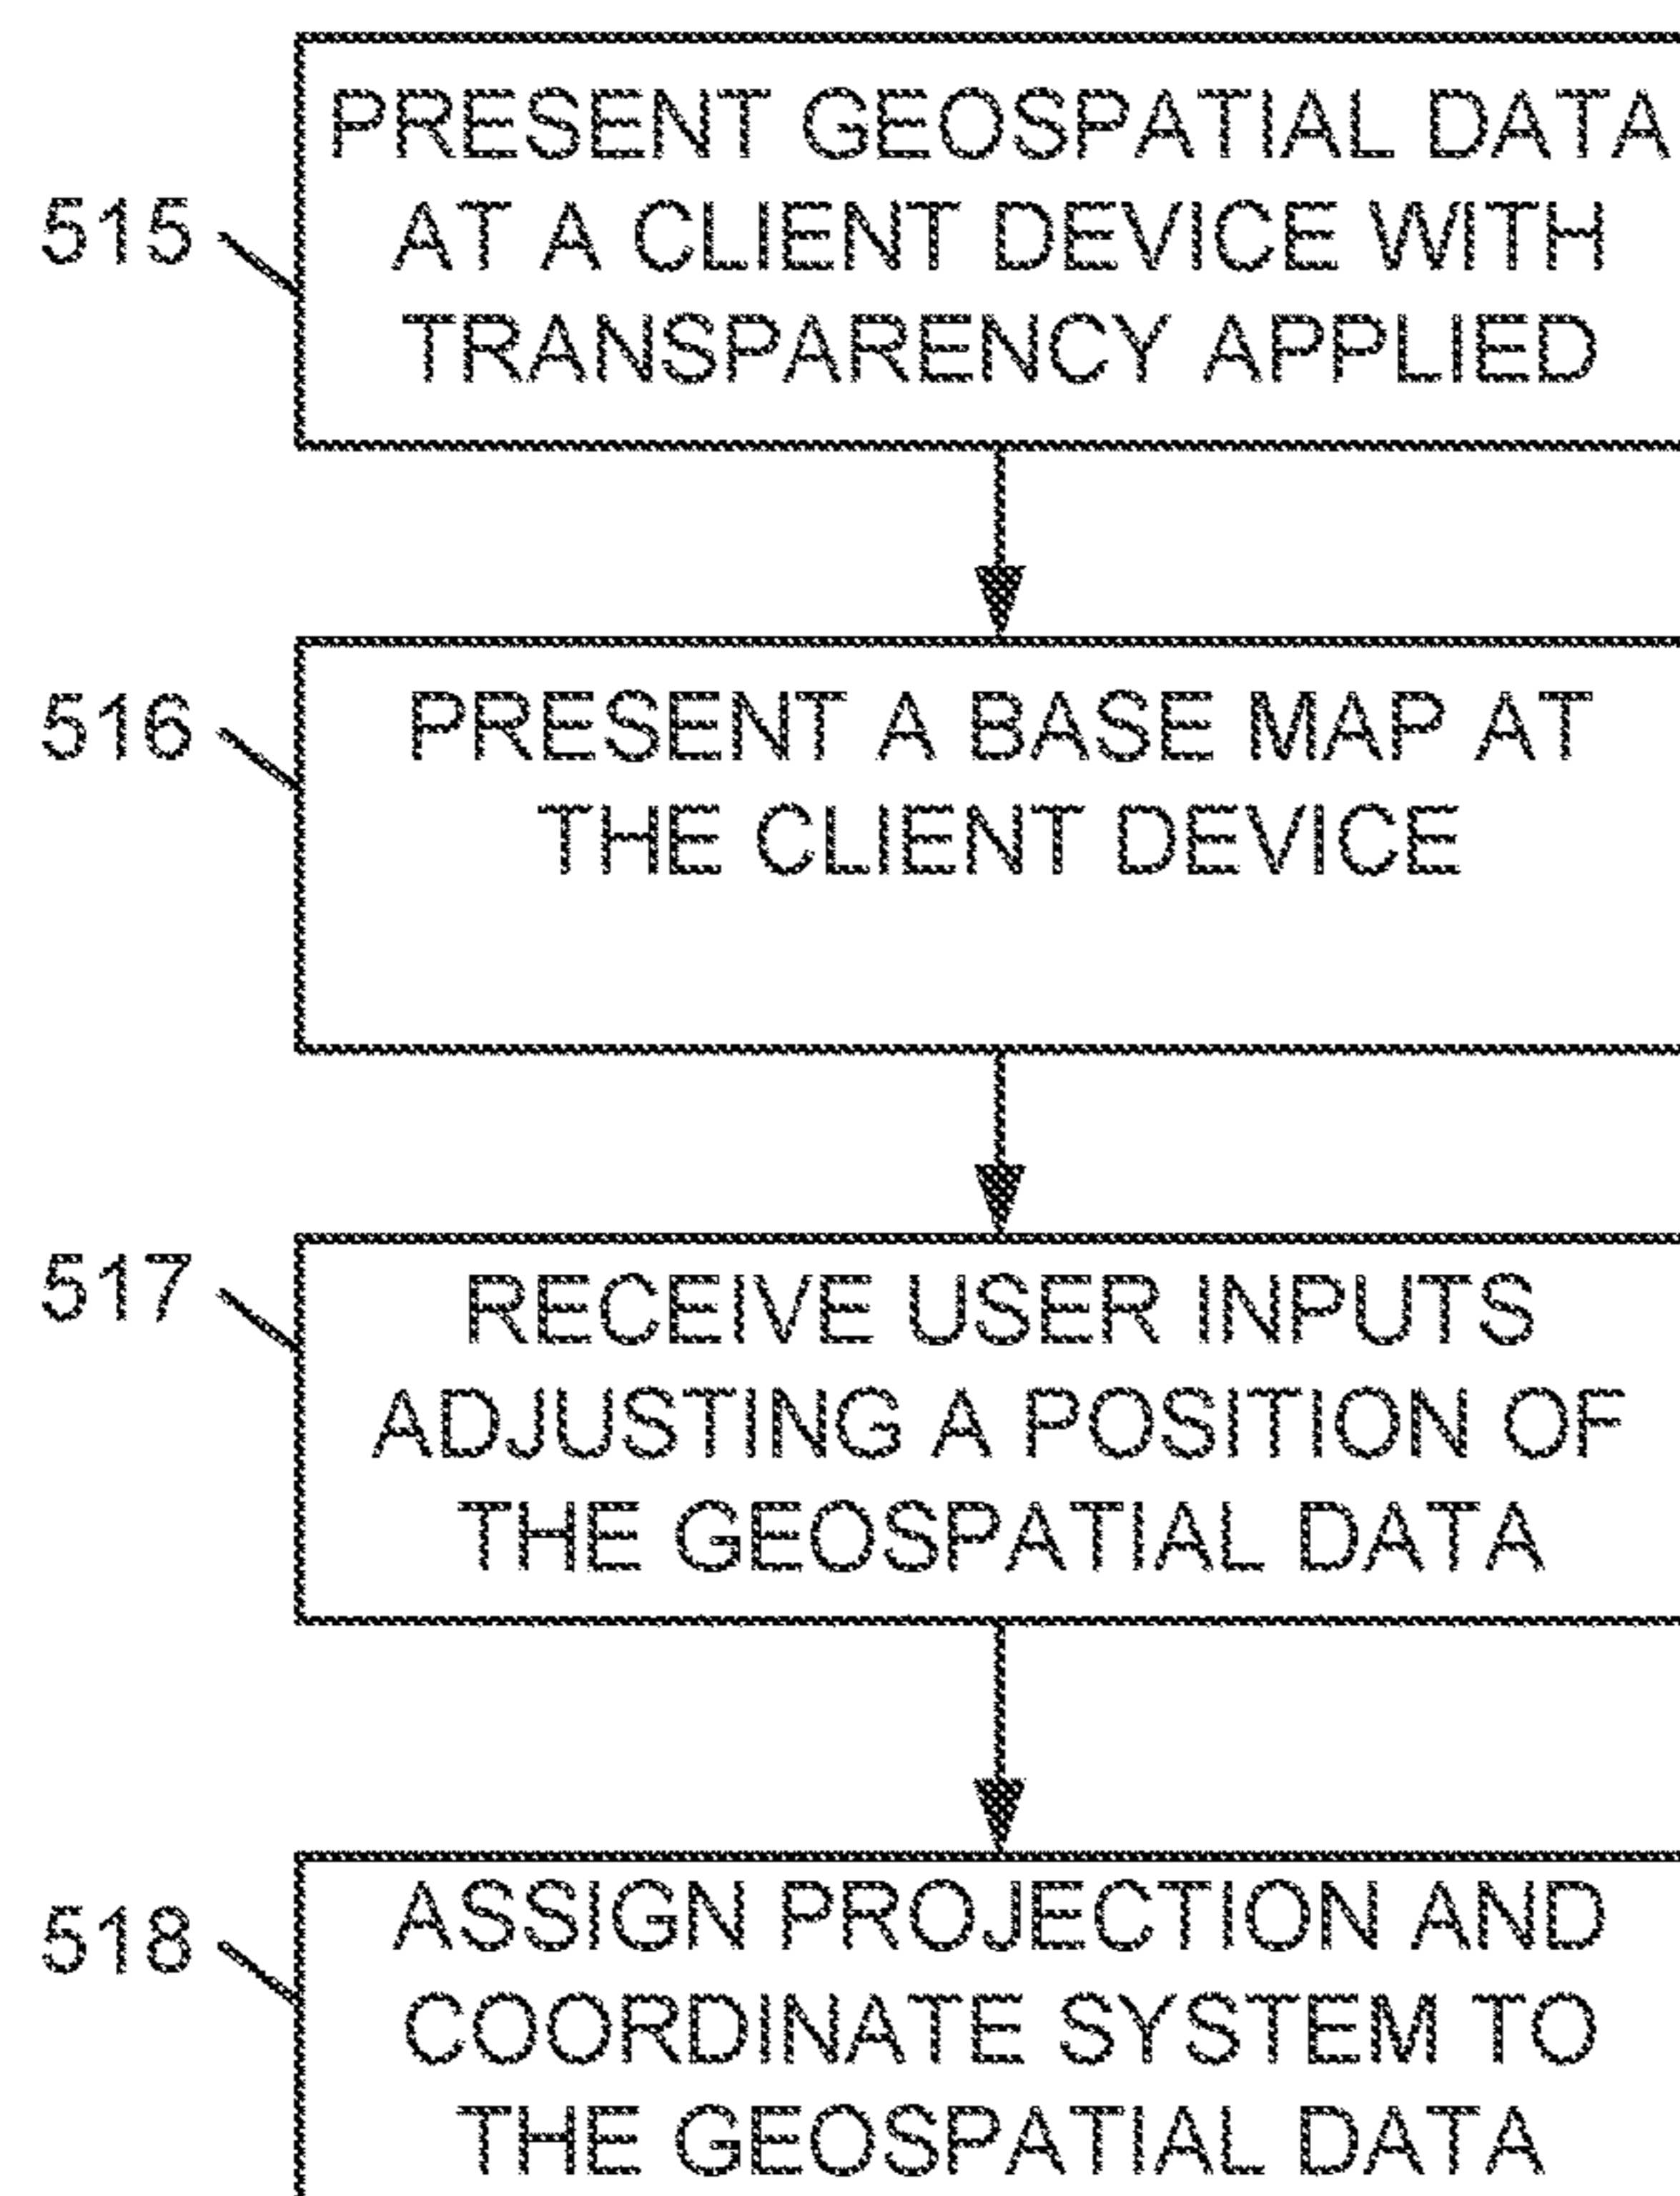 515
PRESENT GEOSPATIAL DATA
AT A CLIENT DEVICE WITH
TRANSPARENCY APPLIED
516
PRESENT A BASE MAP AT
THE CLIENT DEVICE
517
RECEIVE USER INPUTS
ADJUSTING A POSITION OF
THE GEOSPATIAL DATA
518
ASSIGN PROJECTION AND
COORDINATE SYSTEM TO
THE GEOSPATIAL DATA